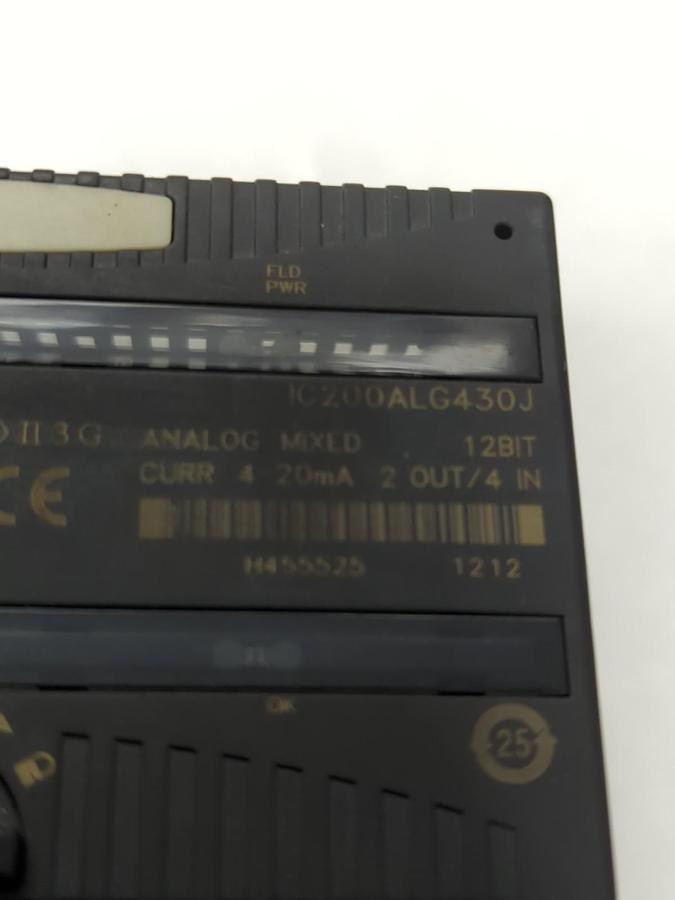 FLD
PWR
IC200ALG430J
II 3 G
ANALOG MIXED 12BIT
CURR 4 20mA 2 OUT/4 IN
CE
H455525 1212
OK
25